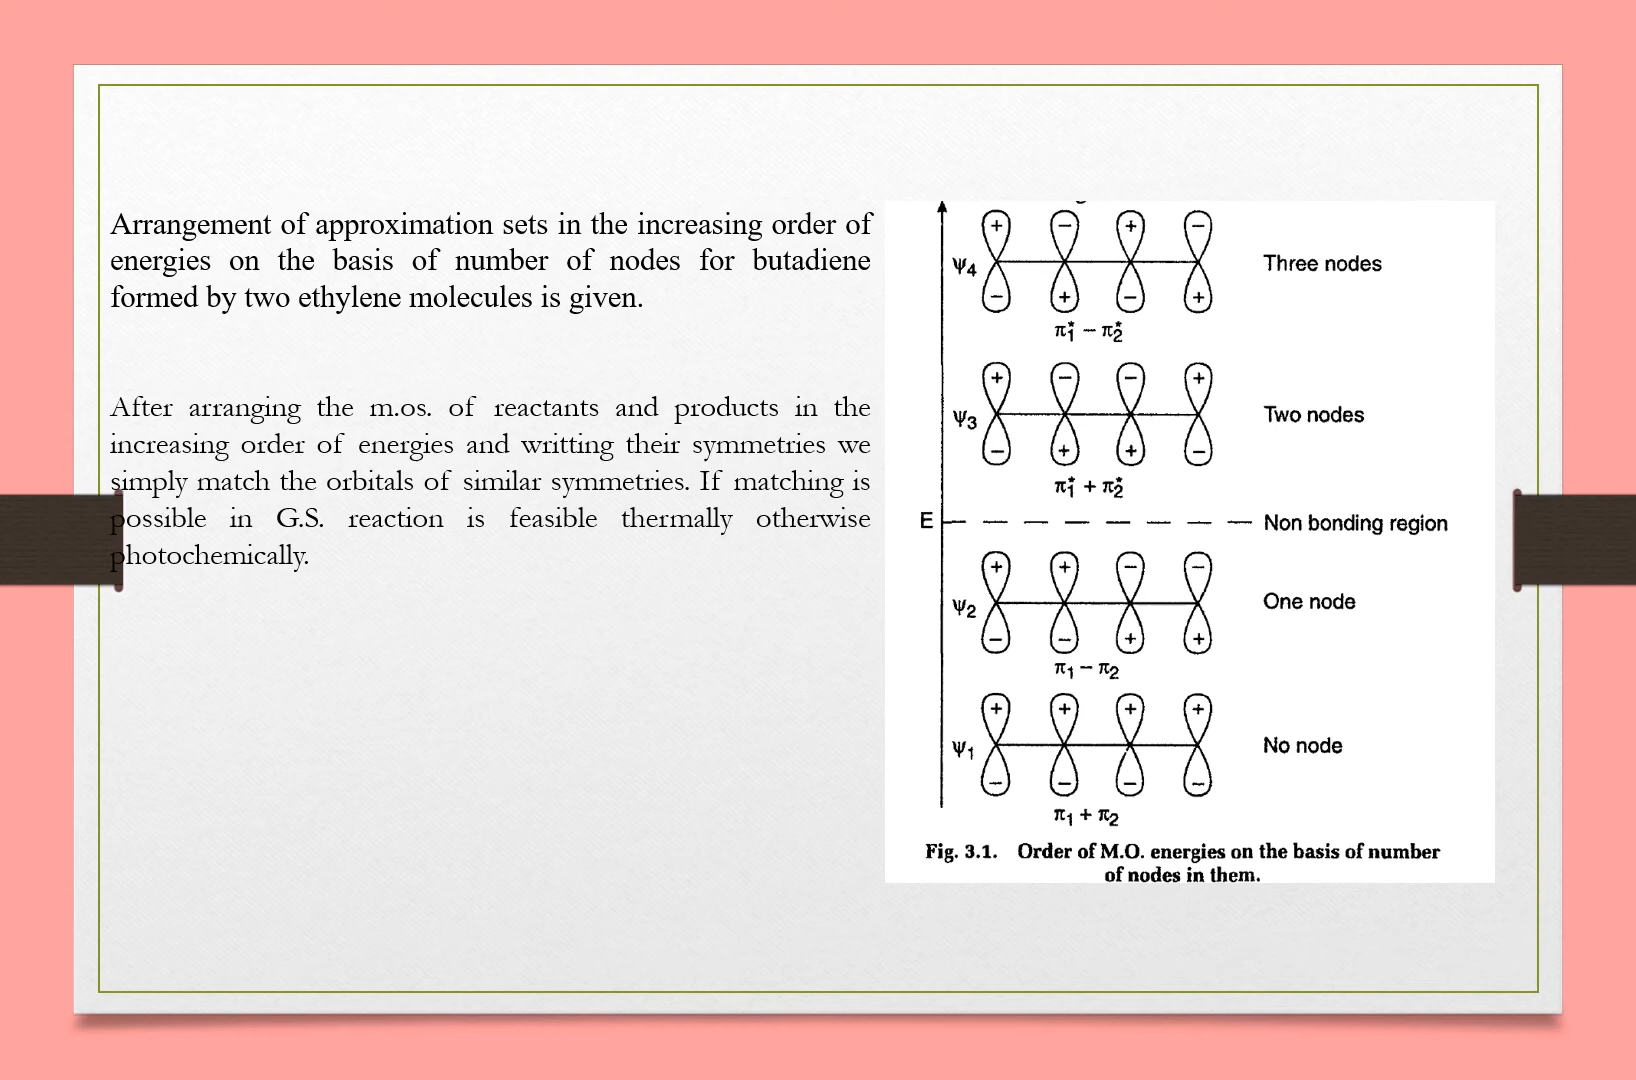 Arrangement of approximation sets in the increasing order of
energies on the basis of number of nodes for butadiene
formed by two ethylene molecules is given.
After arranging the m.os. of reactants and products in the
increasing order of energies and writting their symmetries we
simply match the orbitals of similar symmetries. If matching is
possible in G.S. reaction is feasible thermally otherwise
photochemically.
+ − + −
ψ4 Three nodes
− + − +
π1* − π2*
+ − − +
ψ3 Two nodes
− + + −
π1* + π2*
E Non bonding region
+ + − −
ψ2 One node
− − + +
π1 − π2
+ + + +
ψ1 No node
− − − −
π1 + π2
Fig. 3.1. Order of M.O. energies on the basis of number
of nodes in them.